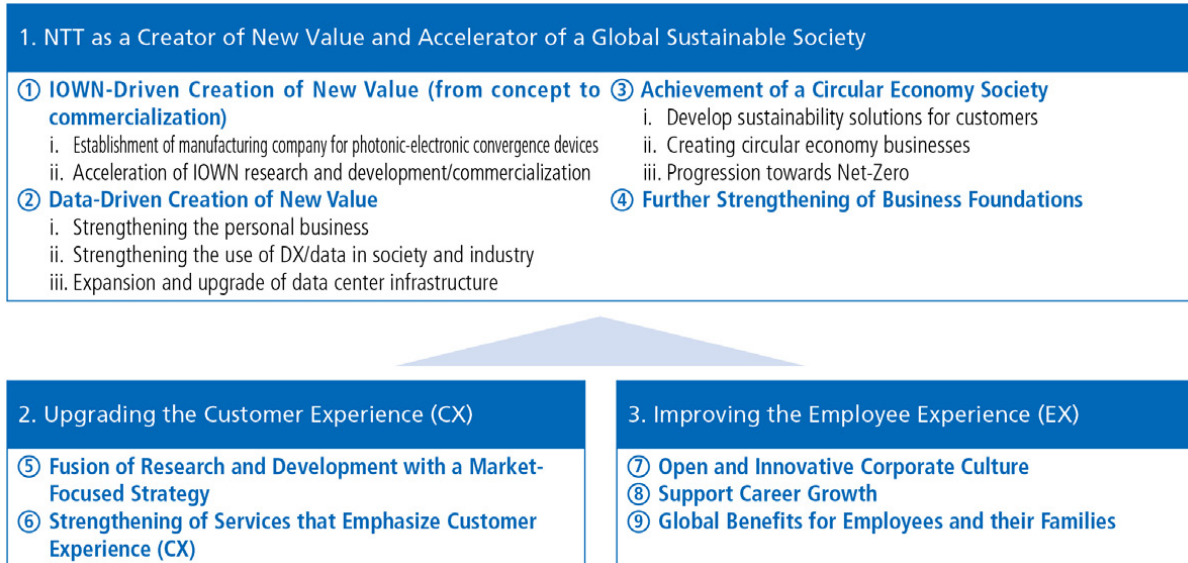 1. NTT as a Creator of New Value and Accelerator of a Global Sustainable Society
① IOWN-Driven Creation of New Value (from concept to
commercialization)
i. Establishment of manufacturing company for photonic-electronic convergence devices
ii. Acceleration of IOWN research and development/commercialization
② Data-Driven Creation of New Value
i. Strengthening the personal business
ii. Strengthening the use of DX/data in society and industry
iii. Expansion and upgrade of data center infrastructure
③ Achievement of a Circular Economy Society
i. Develop sustainability solutions for customers
ii. Creating circular economy businesses
iii. Progression towards Net-Zero
④ Further Strengthening of Business Foundations
2. Upgrading the Customer Experience (CX)
⑤ Fusion of Research and Development with a Market-
Focused Strategy
⑥ Strengthening of Services that Emphasize Customer
Experience (CX)
3. Improving the Employee Experience (EX)
⑦ Open and Innovative Corporate Culture
⑧ Support Career Growth
⑨ Global Benefits for Employees and their Families